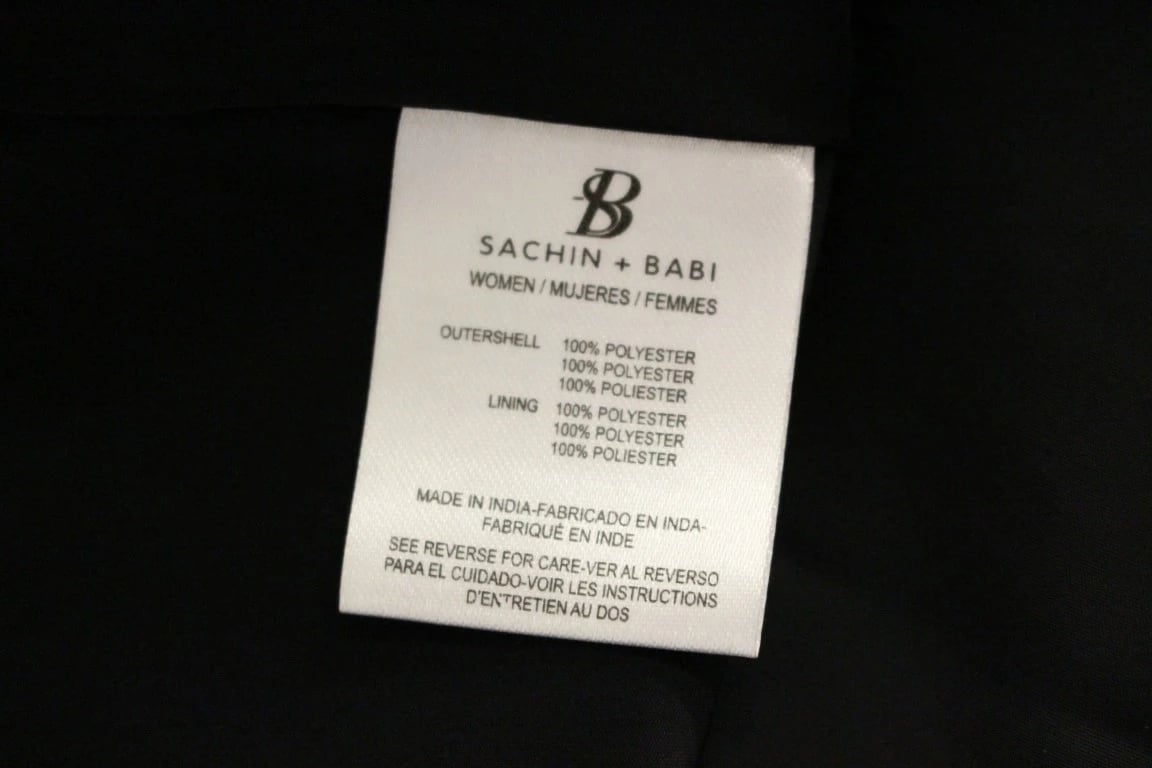 SB
SACHIN + BABI
WOMEN / MUJERES / FEMMES
OUTERSHELL 100% POLYESTER
100% POLYESTER
100% POLIESTER
LINING 100% POLYESTER
100% POLYESTER
100% POLIESTER
MADE IN INDIA-FABRICADO EN INDA-
FABRIQUÉ EN INDE
SEE REVERSE FOR CARE-VER AL REVERSO
PARA EL CUIDADO-VOIR LES INSTRUCTIONS
D'ENTRETIEN AU DOS